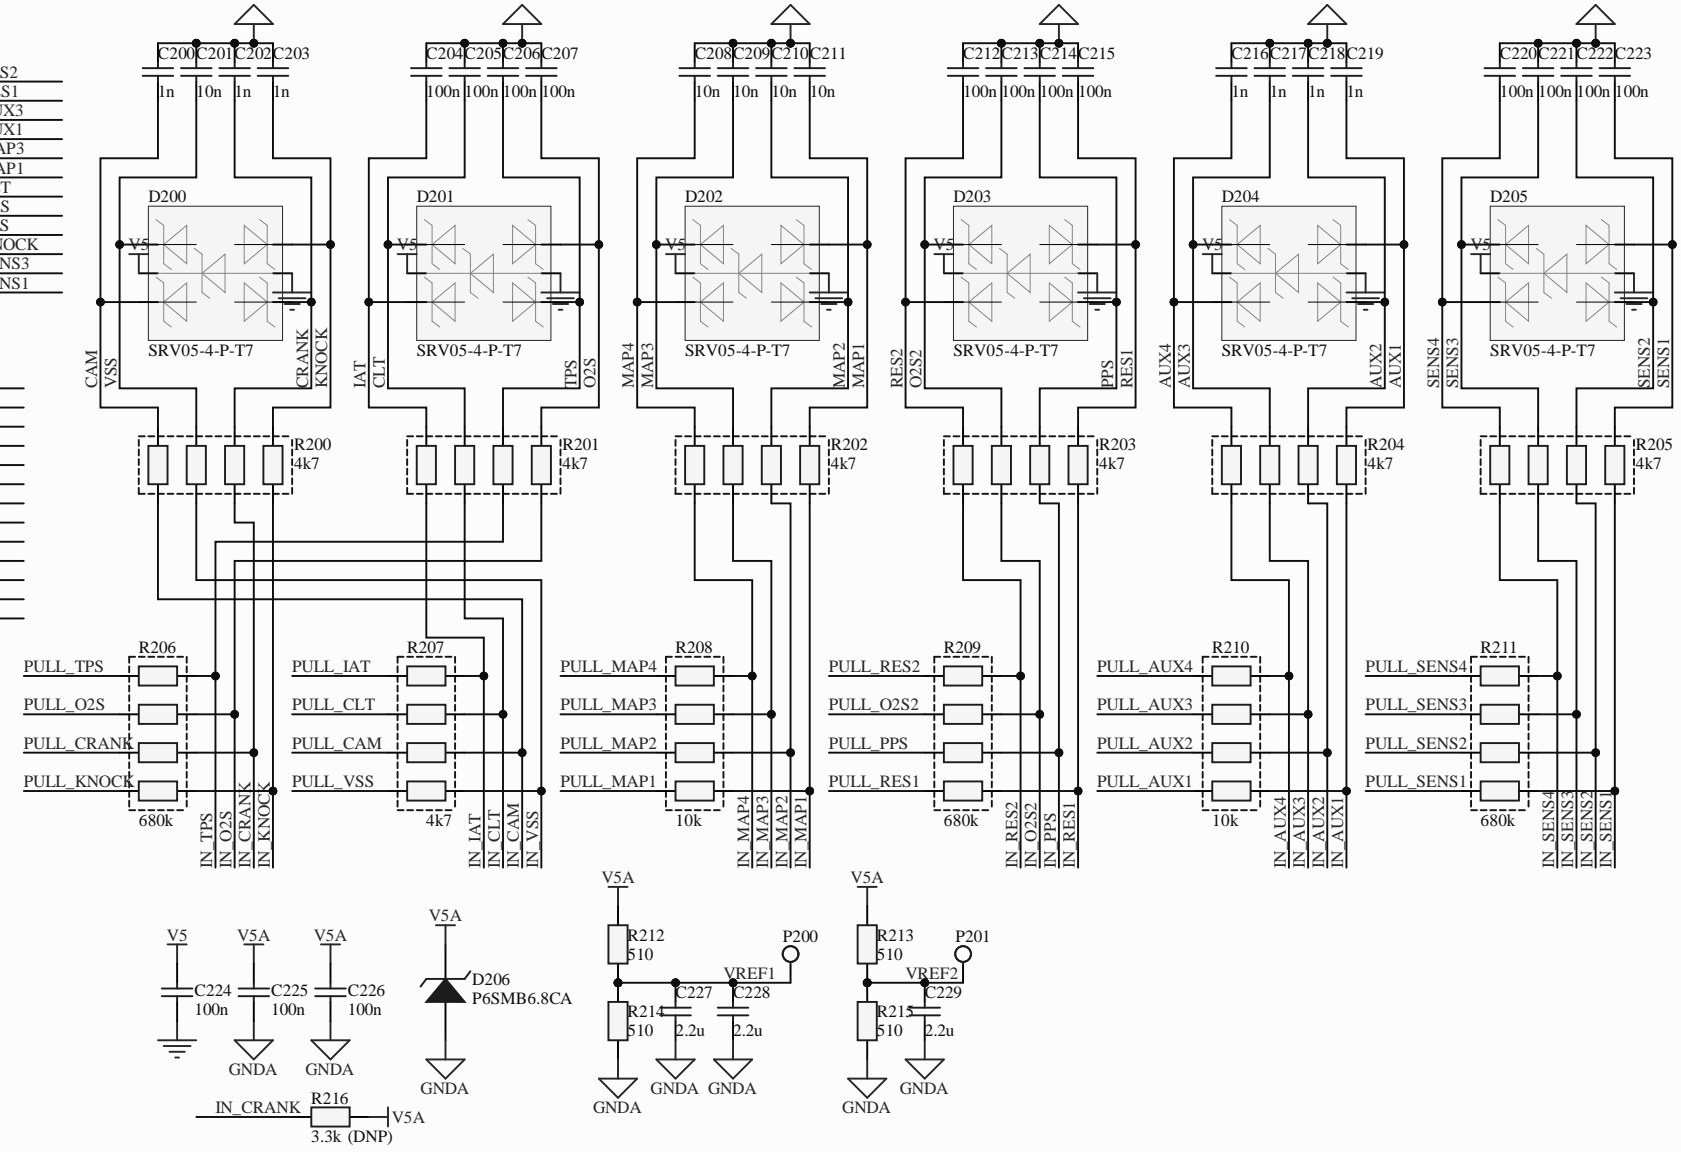 C200 C201 C202 C203 C204 C205 C206 C207 C208 C209 C210 C211 C212 C213 C214 C215 C216 C217 C218 C219 C220 C221 C222 C223
1n 10n 1n 1n 100n 100n 100n 100n 10n 10n 10n 10n 100n 100n 100n 100n 1n 1n 1n 1n 100n 100n 100n 100n
S2
S1
UX3
UX1
AP3
AP1
T
S
S
NOCK
NS3
NS1
D200 D201 D202 D203 D204 D205
V5 V5 V5 V5 V5 V5
SRV05-4-P-T7 SRV05-4-P-T7 SRV05-4-P-T7 SRV05-4-P-T7 SRV05-4-P-T7 SRV05-4-P-T7
CAM VSS CRANK KNOCK IAT CLT TPS O2S MAP4 MAP3 MAP2 MAP1 RES2 O2S2 PPS RES1 AUX4 AUX3 AUX2 AUX1 SENS4 SENS3 SENS2 SENS1
R200 R201 R202 R203 R204 R205
4k7 4k7 4k7 4k7 4k7 4k7
R206 R207 R208 R209 R210 R211
PULL_TPS PULL_IAT PULL_MAP4 PULL_RES2 PULL_AUX4 PULL_SENS4
PULL_O2S PULL_CLT PULL_MAP3 PULL_O2S2 PULL_AUX3 PULL_SENS3
PULL_CRANK PULL_CAM PULL_MAP2 PULL_PPS PULL_AUX2 PULL_SENS2
PULL_KNOCK PULL_VSS PULL_MAP1 PULL_RES1 PULL_AUX1 PULL_SENS1
680k 4k7 10k 680k 10k 680k
IN_TPS IN_O2S IN_CRANK IN_KNOCK IN_IAT IN_CLT IN_CAM IN_VSS IN_MAP4 IN_MAP3 IN_MAP2 IN_MAP1 IN_RES2 IN_O2S2 IN_PPS IN_RES1 IN_AUX4 IN_AUX3 IN_AUX2 IN_AUX1 IN_SENS4 IN_SENS3 IN_SENS2 IN_SENS1
V5 V5A V5A
C224 C225 C226
100n 100n 100n
GNDA GNDA
V5A
D206
P6SMB6.8CA
GNDA
V5A
R212
510
P200
VREF1
C227 C228
R214
510
2.2u 2.2u
GNDA GNDA GNDA
V5A
R213
510
P201
VREF2
C229
R215
510
2.2u
GNDA GNDA
IN_CRANK R216 V5A
3.3k (DNP)